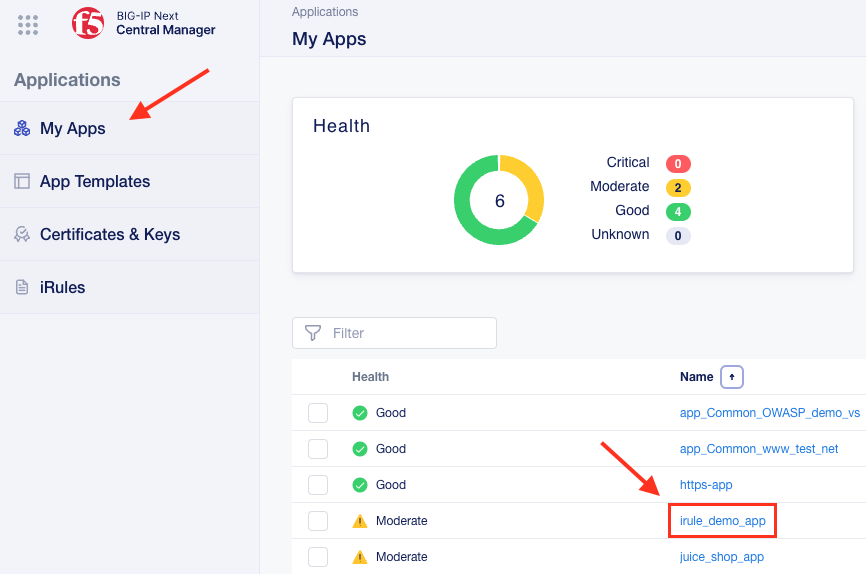 f5
BIG-IP Next
Central Manager
Applications
My Apps
App Templates
Certificates & Keys
iRules
Applications
My Apps
Health
6
Critical 0
Moderate 2
Good 4
Unknown 0
Filter
Health Name
Good app_Common_OWASP_demo_vs
Good app_Common_www_test_net
Good https-app
Moderate irule_demo_app
Moderate juice_shop_app